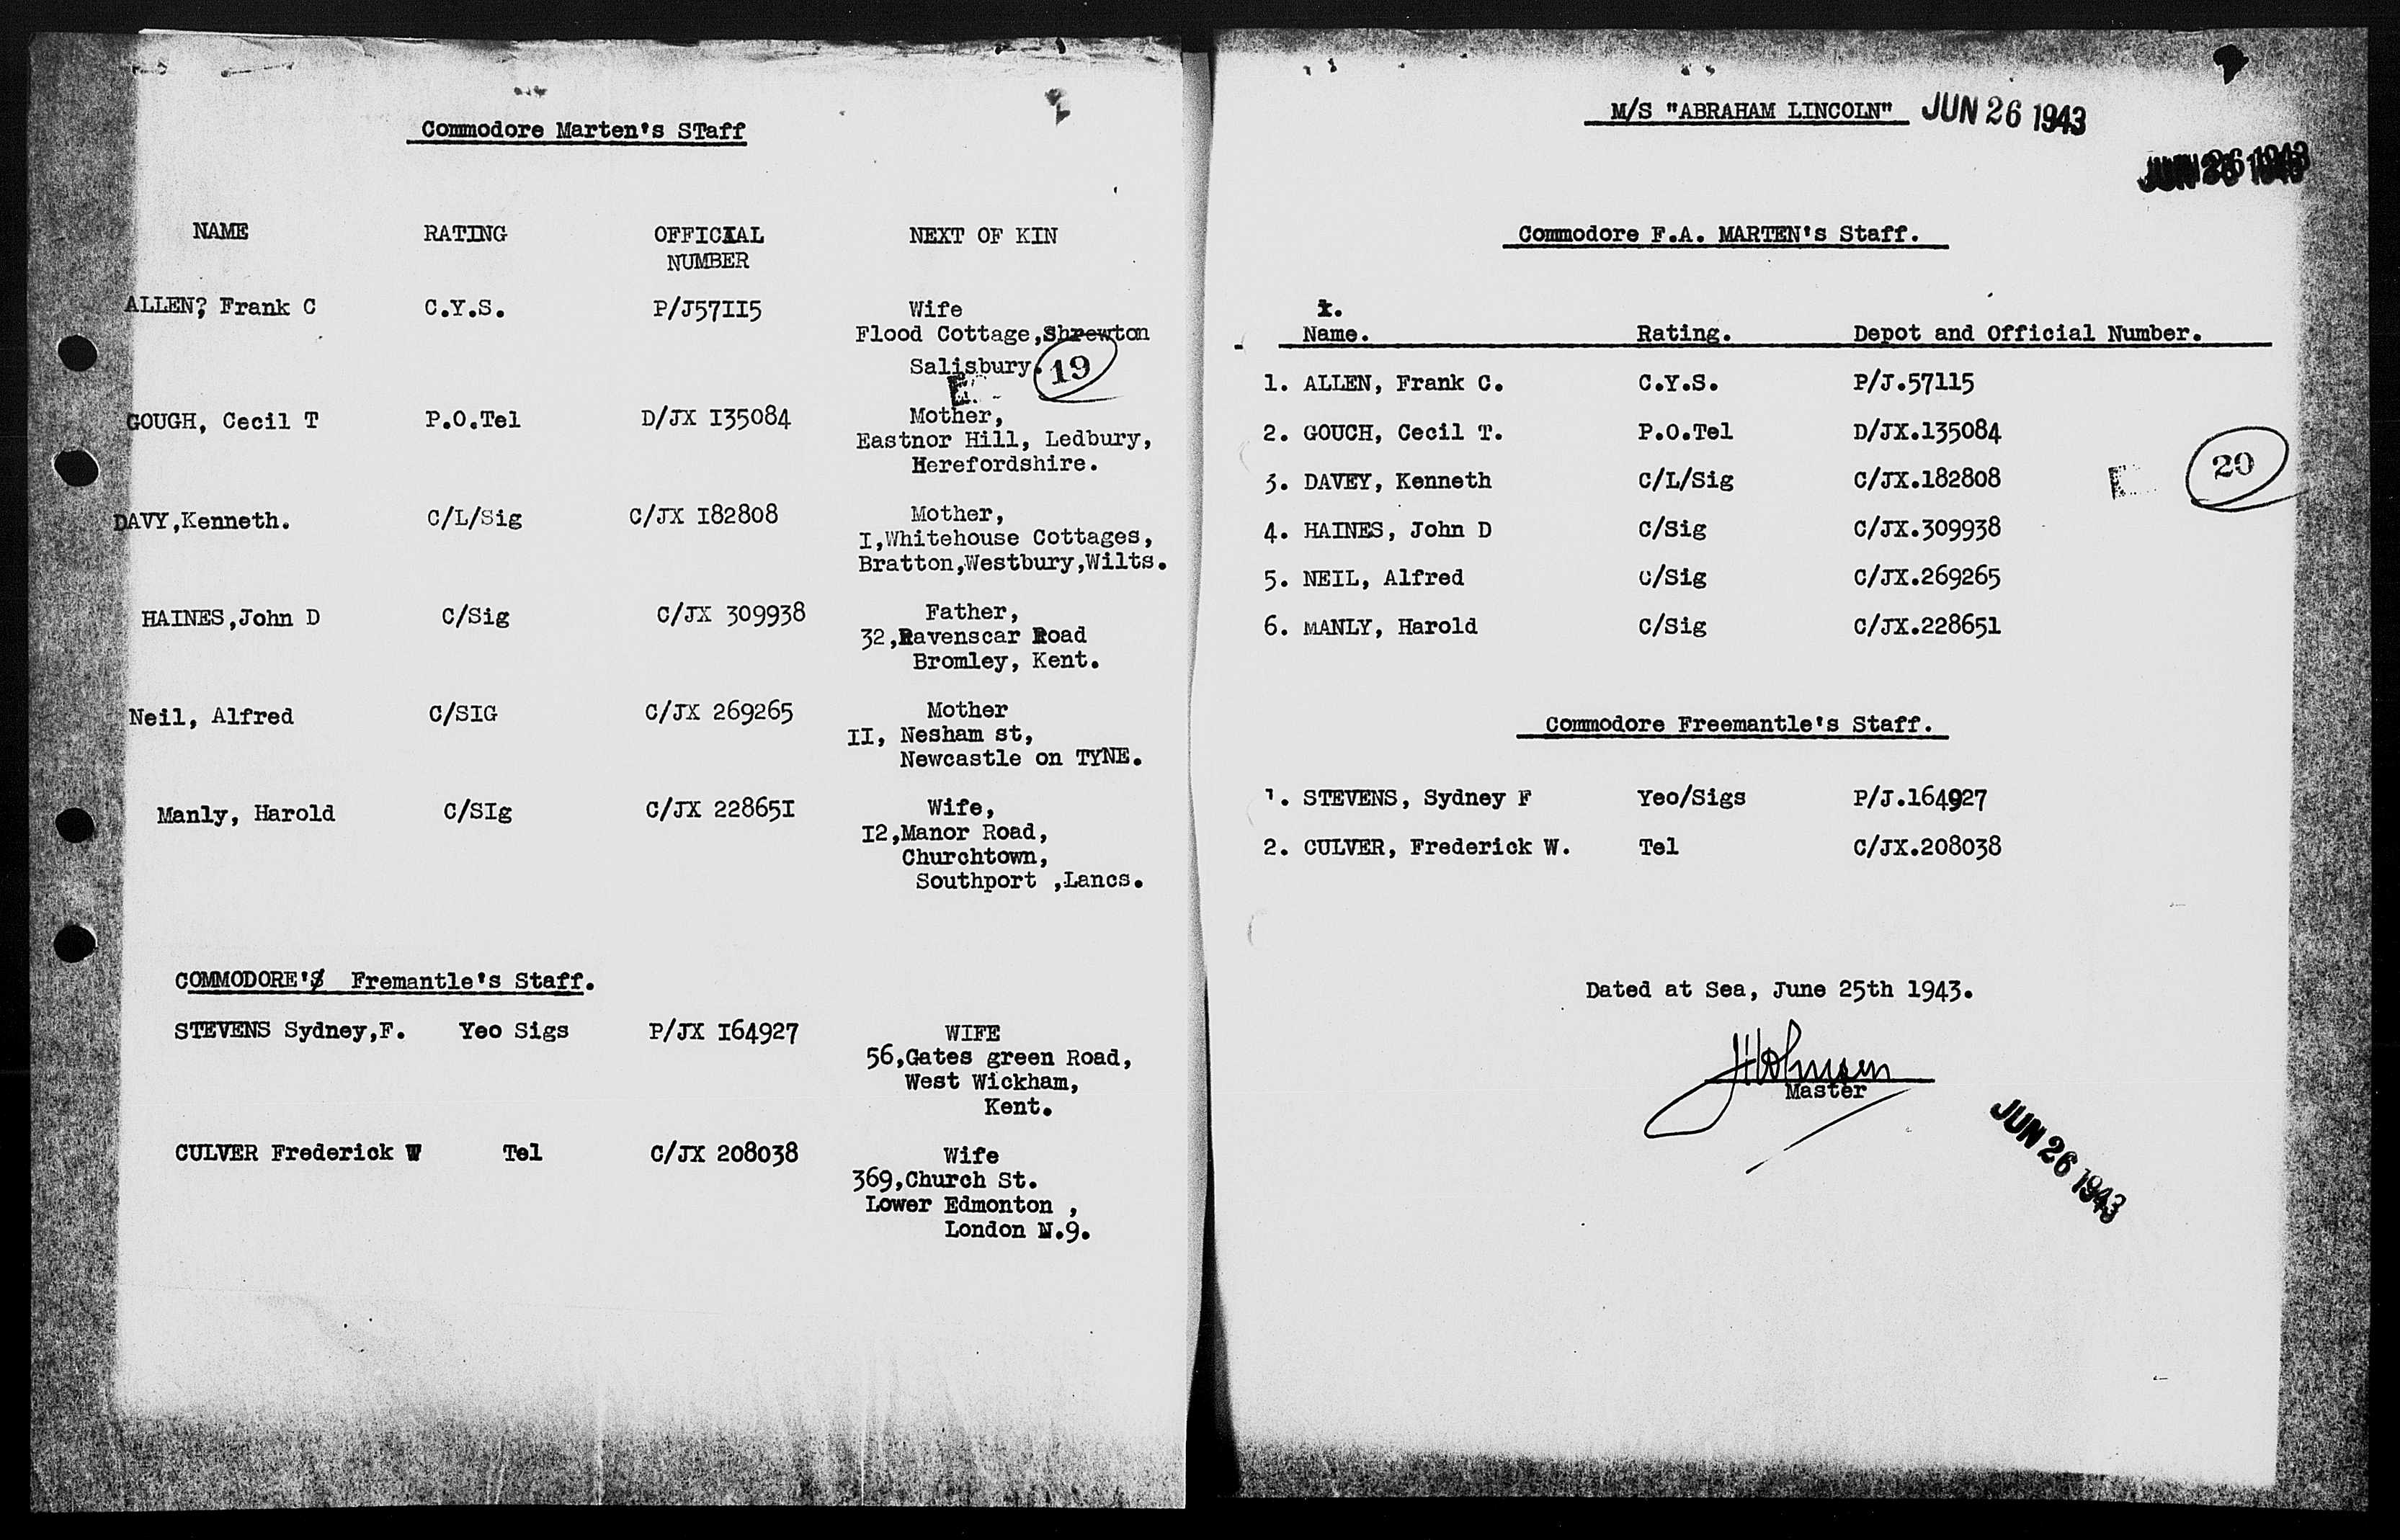 Commodore Marten's STaff
NAME RATING OFFICIAL NUMBER NEXT OF KIN
ALLEN; Frank C C.Y.S. P/J57II5 Wife
Flood Cottage,Shrewton
Salisbury.
19
GOUGH, Cecil T P.O.Tel D/JX I35084 Mother,
Eastnor Hill, Ledbury,
Herefordshire.
DAVY,Kenneth. C/L/Sig C/JX I82808 Mother,
I,Whitehouse Cottages,
Bratton,Westbury,Wilts.
HAINES,John D C/Sig C/JX 309938 Father,
32,Ravenscar Road
Bromley, Kent.
Neil, Alfred C/SIG C/JX 269265 Mother
II, Nesham st,
Newcastle on TYNE.
Manly, Harold C/SIg C/JX 22865I Wife,
I2,Manor Road,
Churchtown,
Southport ,Lancs.
COMMODORE'S Fremantle's Staff.
STEVENS Sydney,F. Yeo Sigs P/JX I64927 WIFE
56,Gates green Road,
West Wickham,
Kent.
CULVER Frederick W Tel C/JX 208038 Wife
369,Church St.
Lower Edmonton ,
London N.9.
M/S "ABRAHAM LINCOLN" JUN 26 1943
JUN 26 1943
Commodore F.A. MARTEN's Staff.
Name. Rating. Depot and Official Number.
1. ALLEN, Frank C. C.Y.S. P/J.57115
2. GOUCH, Cecil T. P.O.Tel D/JX.135084
3. DAVEY, Kenneth C/L/Sig C/JX.182808
20
4. HAINES, John D C/Sig C/JX.309938
5. NEIL, Alfred C/Sig C/JX.269265
6. MANLY, Harold C/Sig C/JX.228651
Commodore Freemantle's Staff.
1. STEVENS, Sydney F Yeo/Sigs P/J.164927
2. CULVER, Frederick W. Tel C/JX.208038
Dated at Sea, June 25th 1943.
Master
JUN 26 1943